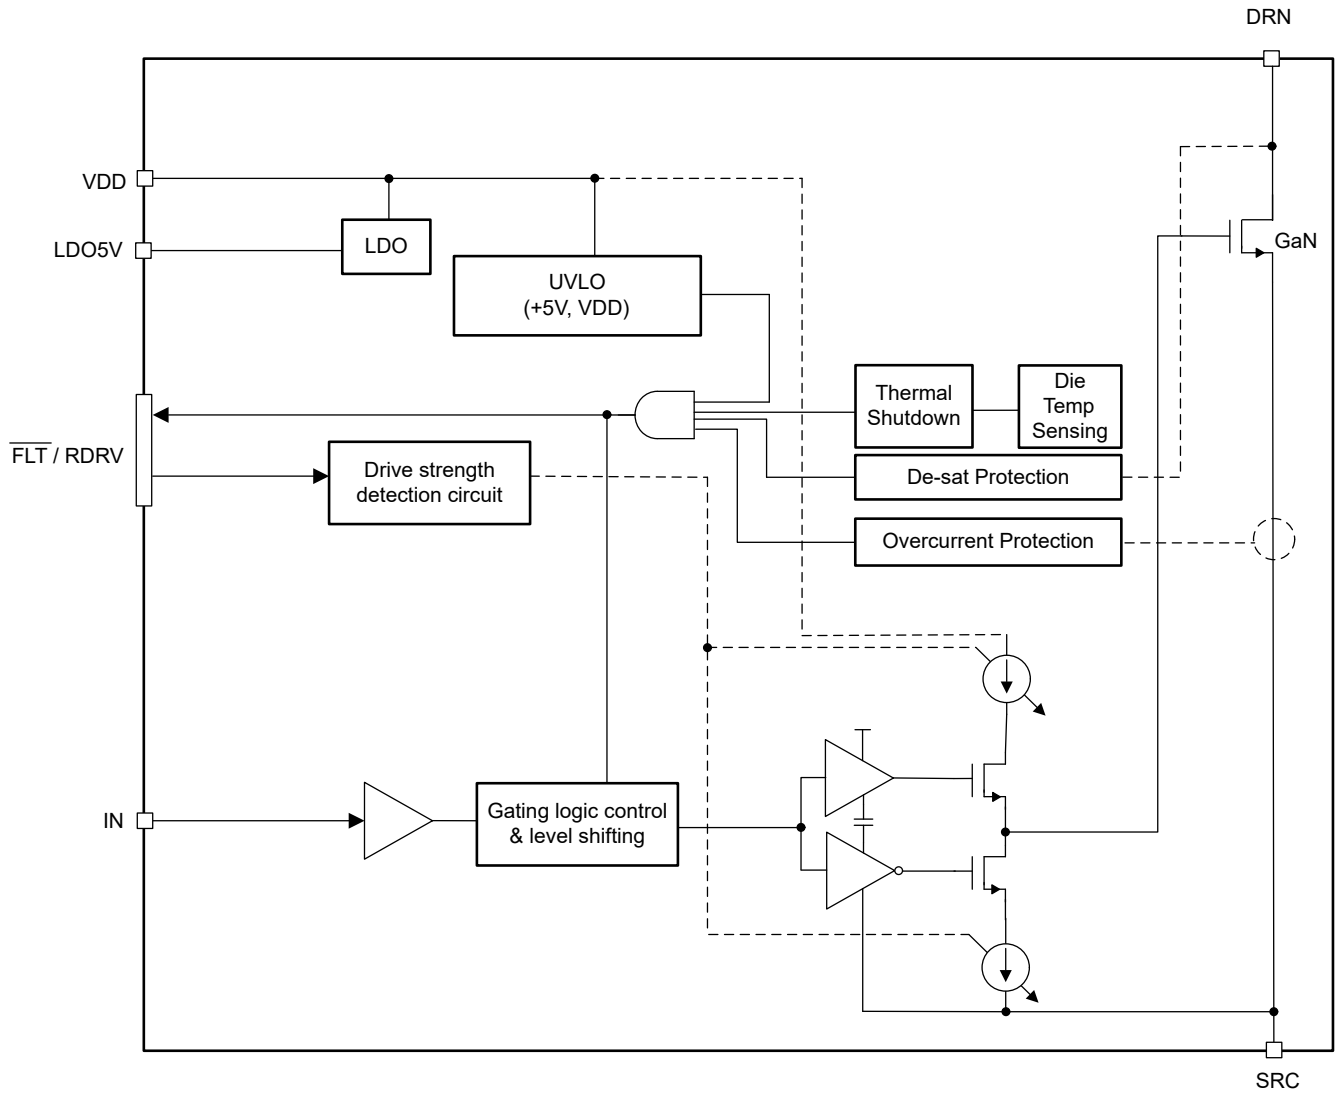 DRN
VDD
LDO5V
LDO
GaN
UVLO
(+5V, VDD)
Thermal
Shutdown
Die
Temp
Sensing
FLT / RDRV
Drive strength
detection circuit
De-sat Protection
Overcurrent Protection
IN
Gating logic control
& level shifting
SRC